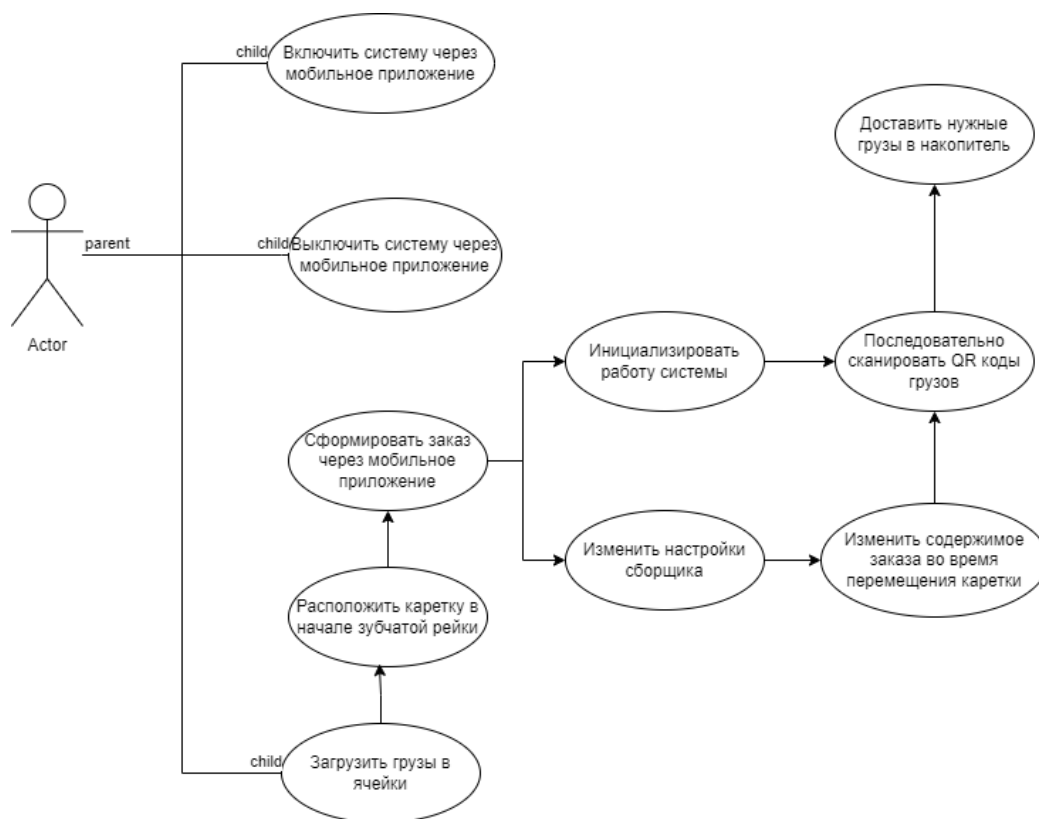 child
Включить систему через
мобильное приложение
Доставить нужные
грузы в накопитель
parent
child
Выключить систему через
мобильное приложение
Actor
Инициализировать
работу системы
Последовательно
сканировать QR коды
грузов
Сформировать заказ
через мобильное
приложение
Изменить настройки
сборщика
Изменить содержимое
заказа во время
перемещения каретки
Расположить каретку в
начале зубчатой рейки
child
Загрузить грузы в
ячейки